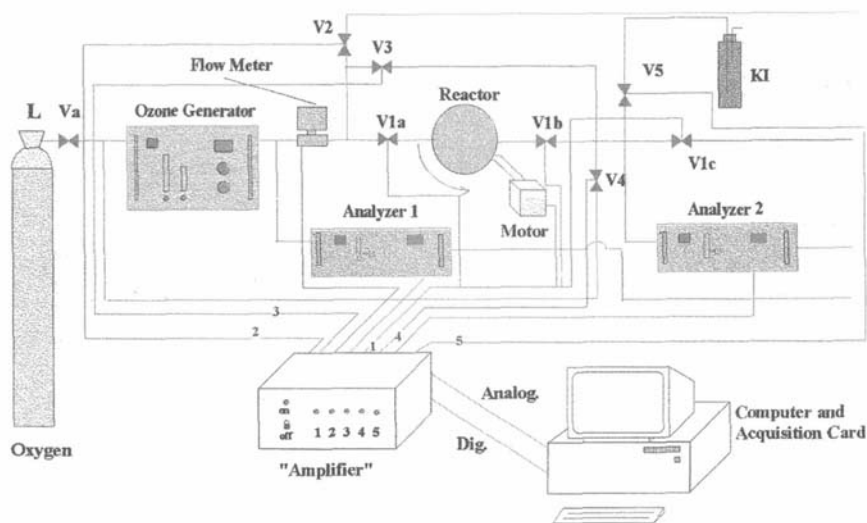 V2
V3
Flow Meter
V5
KI
L
Va
Ozone Generator
Reactor
V1a
V1b
V1c
V4
Analyzer 1
Motor
Analyzer 2
3
2
1
4
5
on
off
1 2 3 4 5
Analog.
Dig.
Computer and
Acquisition Card
Oxygen
"Amplifier"